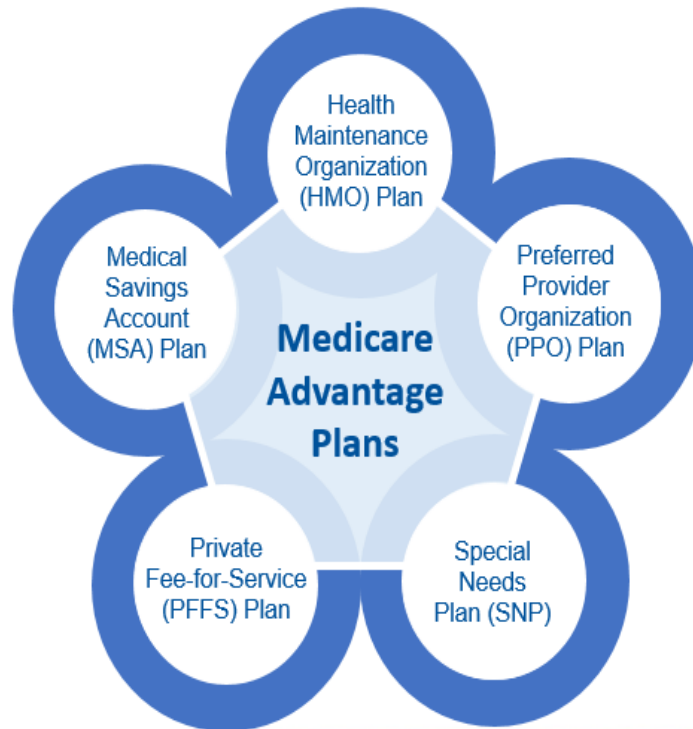 Health
Maintenance
Organization
(HMO) Plan
Preferred
Provider
Organization
(PPO) Plan
Special
Needs
Plan (SNP)
Private
Fee-for-Service
(PFFS) Plan
Medical
Savings
Account
(MSA) Plan
Medicare
Advantage
Plans